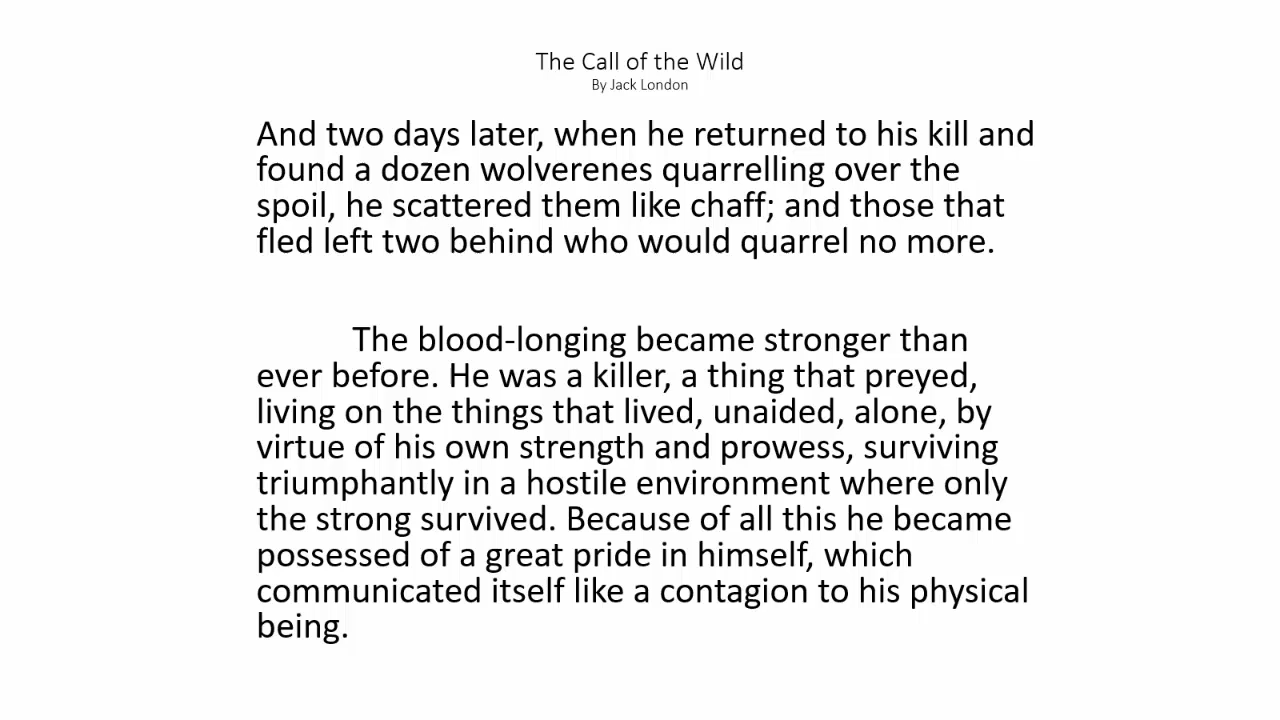 The Call of the Wild
By Jack London
And two days later, when he returned to his kill and
found a dozen wolverenes quarrelling over the
spoil, he scattered them like chaff; and those that
fled left two behind who would quarrel no more.
The blood-longing became stronger than
ever before. He was a killer, a thing that preyed,
living on the things that lived, unaided, alone, by
virtue of his own strength and prowess, surviving
triumphantly in a hostile environment where only
the strong survived. Because of all this he became
possessed of a great pride in himself, which
communicated itself like a contagion to his physical
being.